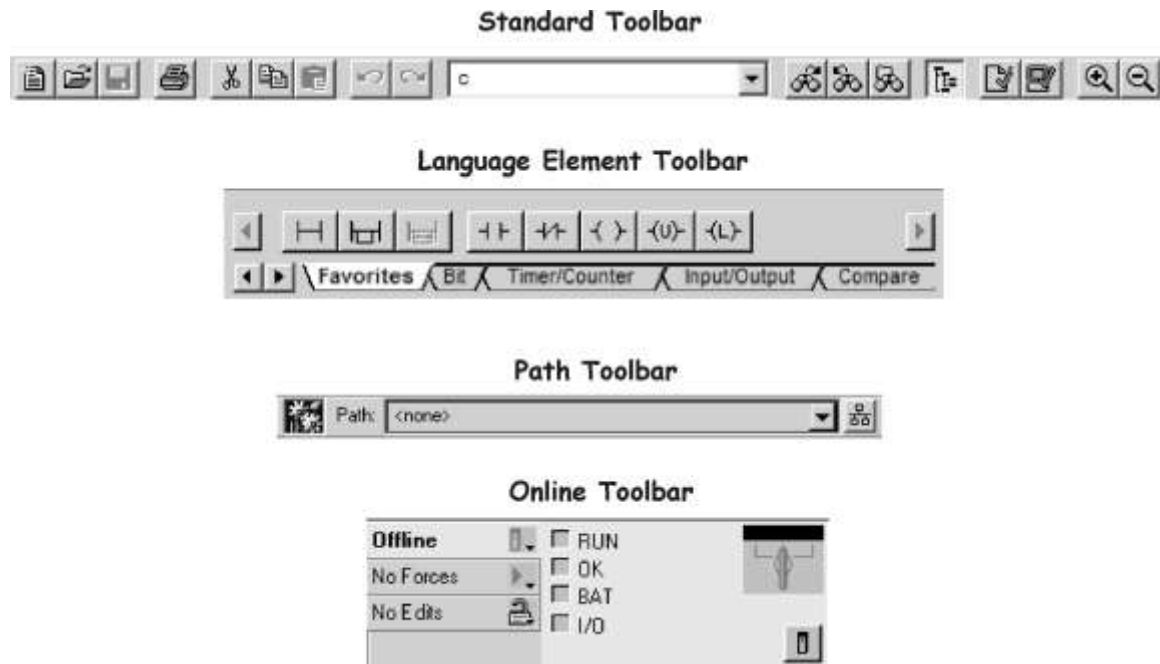 Standard Toolbar
c
Language Element Toolbar
(U) (L)
Favorites Bit Timer/Counter Input/Output Compare
Path Toolbar
Path: <none>
Online Toolbar
Offline RUN
No Forces OK
BAT
No Edits I/O